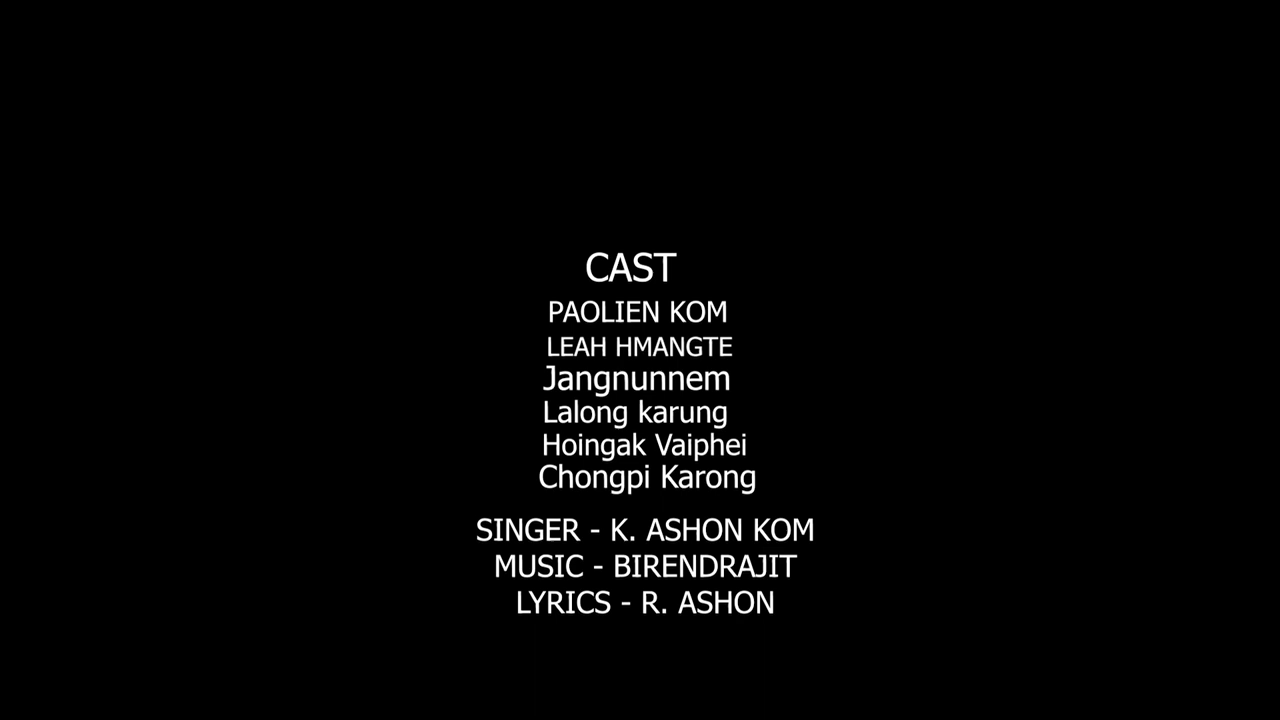 CAST
PAOLIEN KOM
LEAH HMANGTE
Jangnunnem
Lalong karung
Hoingak Vaiphei
Chongpi Karong
SINGER - K. ASHON KOM
MUSIC - BIRENDRAJIT
LYRICS - R. ASHON